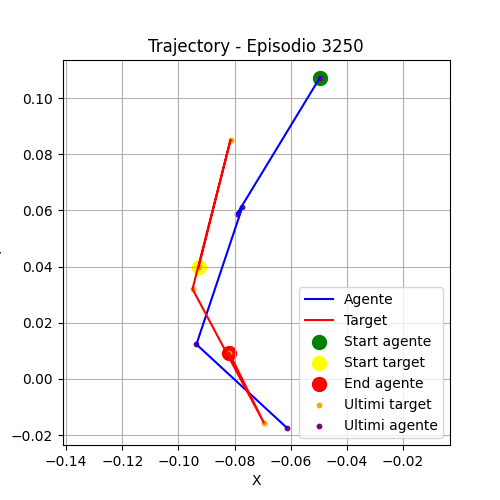 Trajectory - Episodio 3250
0.10
0.08
0.06
0.04
0.02
0.00
−0.02
−0.14
−0.12
−0.10
−0.08
−0.06
−0.04
−0.02
X
Agente
Target
Start agente
Start target
End agente
Ultimi target
Ultimi agente